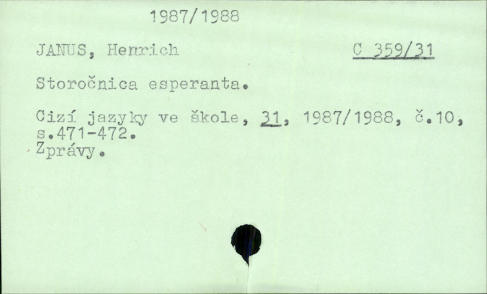 1987/1988
JANUS, Henrich C 359/31
Storočnica esperanta.
Cizí jazyky ve škole, 31, 1987/1988, č.10,
s.471-472.
Zprávy.